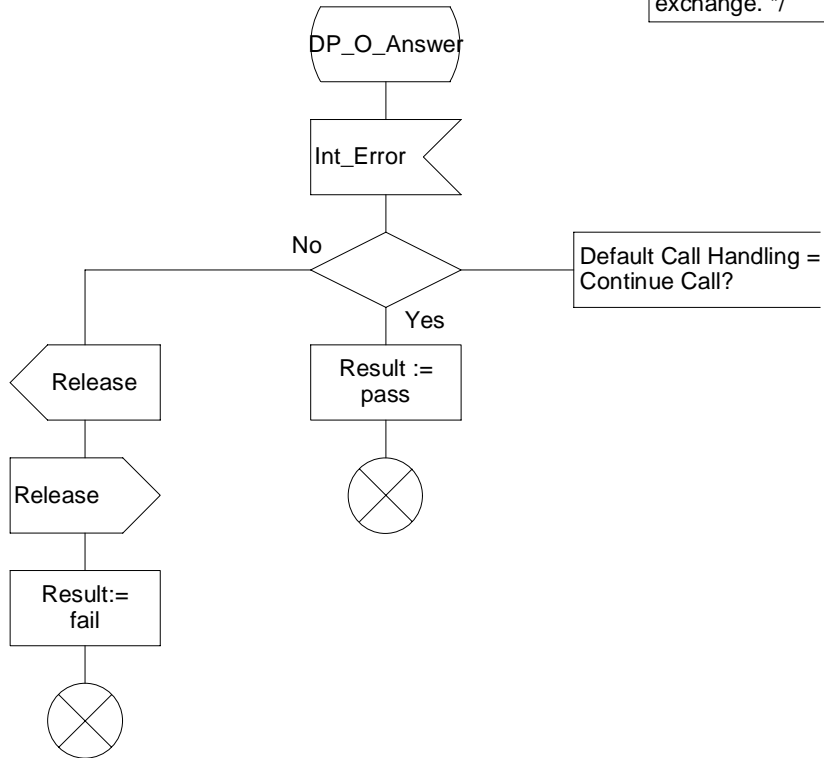 exchange. */
DP_O_Answer
Int_Error
No
Default Call Handling =
Continue Call?
Yes
Release
Result :=
pass
Release
Result:=
fail